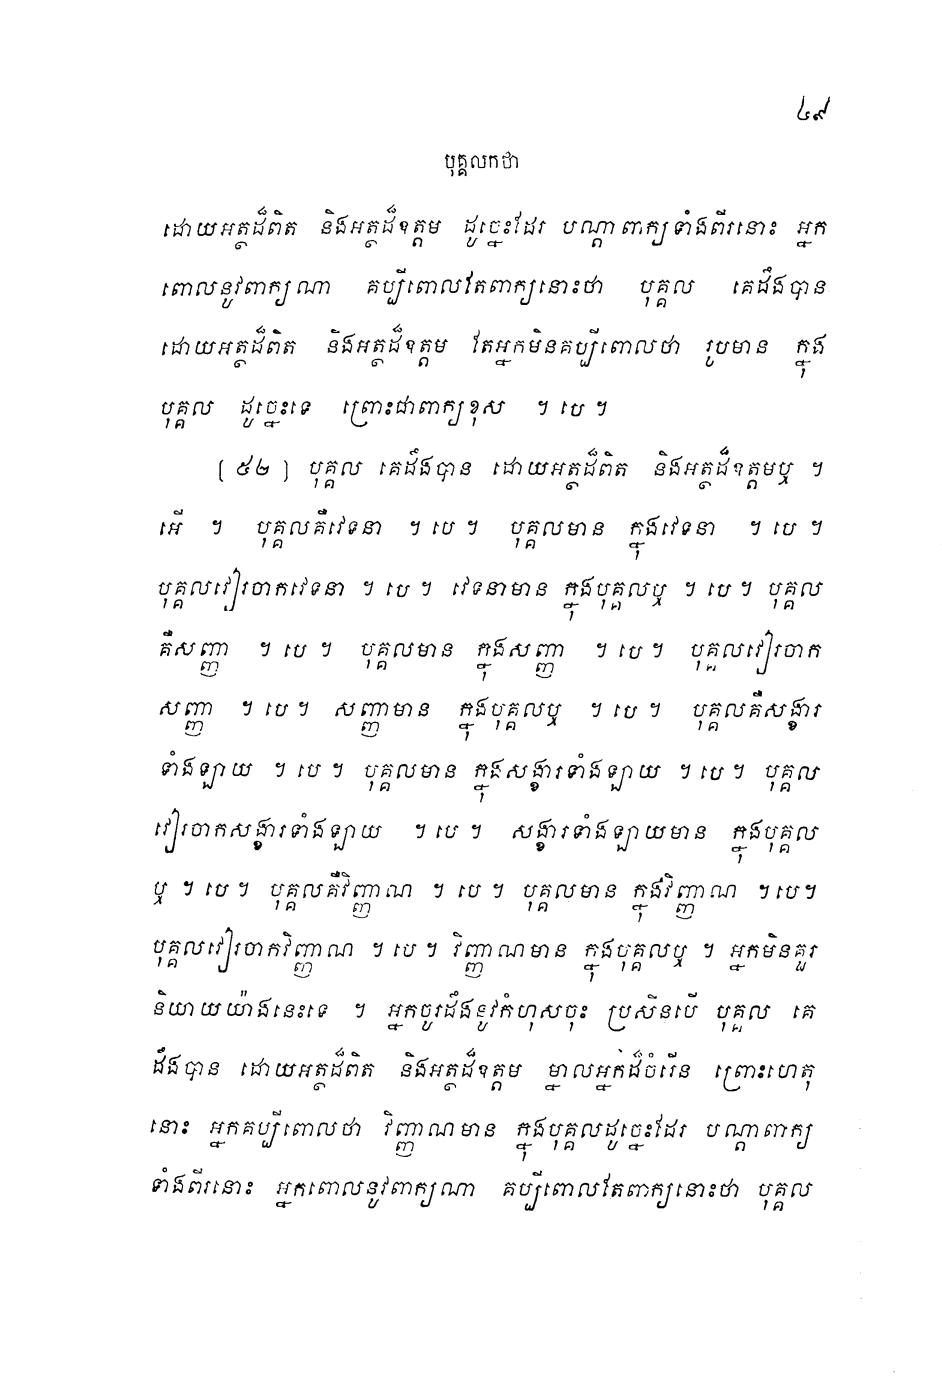 ៤៩
បុគ្គលកថា
ដោយអត្ថដ៏ពិត និងអត្ថដ៏ឧត្តម ដូច្នេះដែរ បណ្តាពាក្យទាំងពីរនោះ អ្នក
ពោលនូវពាក្យណា គប្បីពោលតែពាក្យនោះថា បុគ្គល គេដឹងបាន
ដោយអត្ថដ៏ពិត និងអត្ថដ៏ឧត្តម តែអ្នកមិនគប្បីពោលថា រូបមាន ក្នុង
បុគ្គល ដូច្នេះទេ ព្រោះជាពាក្យខុស ។ បេ ។
(៥២) បុគ្គល គេដឹងបាន ដោយអត្ថដ៏ពិត និងអត្ថដ៏ឧត្តមឬ ។
អើ ។ បុគ្គលគឺវេទនា ។ បេ ។ បុគ្គលមាន ក្នុងវេទនា ។ បេ ។
បុគ្គលវៀរចាកវេទនា ។ បេ ។ វេទនាមាន ក្នុងបុគ្គលឬ ។ បេ ។ បុគ្គល
គឺសញ្ញា ។ បេ ។ បុគ្គលមាន ក្នុងសញ្ញា ។ បេ ។ បុគ្គលវៀរចាក
សញ្ញា ។ បេ ។ សញ្ញាមាន ក្នុងបុគ្គលឬ ។ បេ ។ បុគ្គលគឺសង្ខារ
ទាំងឡាយ ។ បេ ។ បុគ្គលមាន ក្នុងសង្ខារទាំងឡាយ ។ បេ ។ បុគ្គល
វៀរចាកសង្ខារទាំងឡាយ ។ បេ ។ សង្ខារទាំងឡាយមាន ក្នុងបុគ្គល
ឬ ។ បេ ។ បុគ្គលគឺវិញ្ញាណ ។ បេ ។ បុគ្គលមាន ក្នុងវិញ្ញាណ ។ បេ ។
បុគ្គលវៀរចាកវិញ្ញាណ ។ បេ ។ វិញ្ញាណមាន ក្នុងបុគ្គលឬ ។ អ្នកមិនគួរ
និយាយយ៉ាងនេះទេ ។ អ្នកចូរដឹងនូវកំហុសចុះ ប្រសិនបើ បុគ្គល គេ
ដឹងបាន ដោយអត្ថដ៏ពិត និងអត្ថដ៏ឧត្តម ម្នាលអ្នកដ៏ចំរើន ព្រោះហេតុ
នោះ អ្នកគប្បីពោលថា វិញ្ញាណមាន ក្នុងបុគ្គលដូច្នេះដែរ បណ្តាពាក្យ
ទាំងពីរនោះ អ្នកពោលនូវពាក្យណា គប្បីពោលតែពាក្យនោះថា បុគ្គល